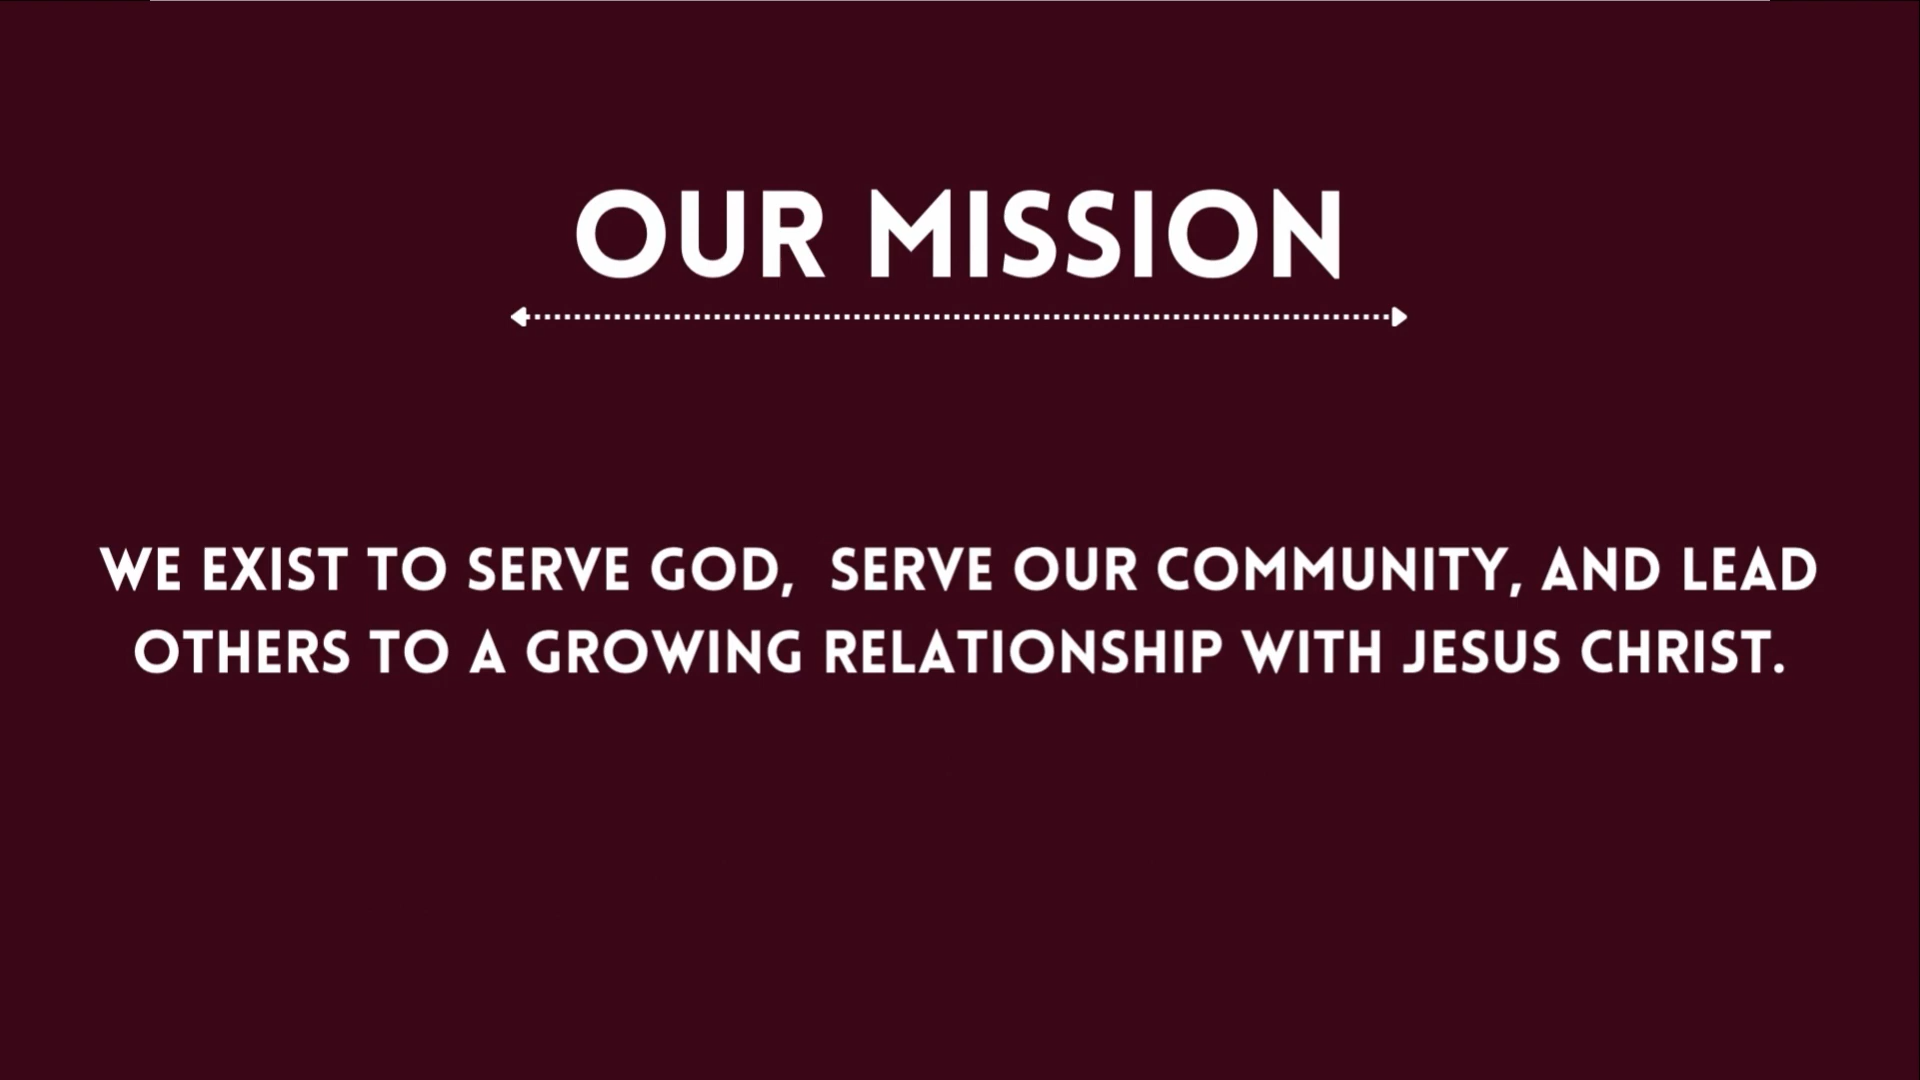 OUR MISSION
WE EXIST TO SERVE GOD,  SERVE OUR COMMUNITY, AND LEAD
OTHERS TO A GROWING RELATIONSHIP WITH JESUS CHRIST.